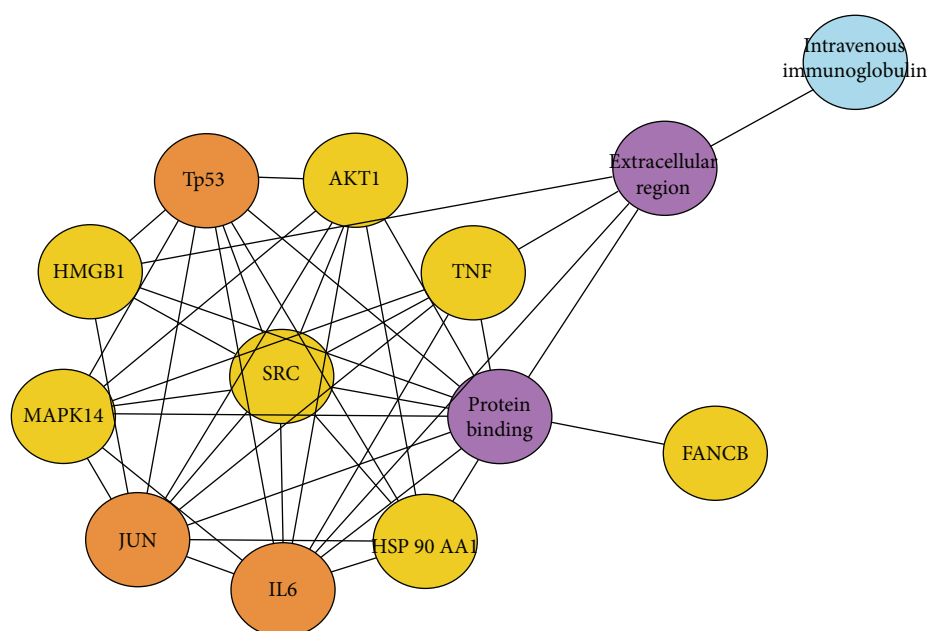 Intravenous
immunoglobulin
Extracellular
region
Tp53
AKT1
HMGB1
TNF
SRC
MAPK14
Protein
binding
FANCB
JUN
HSP 90 AA1
IL6